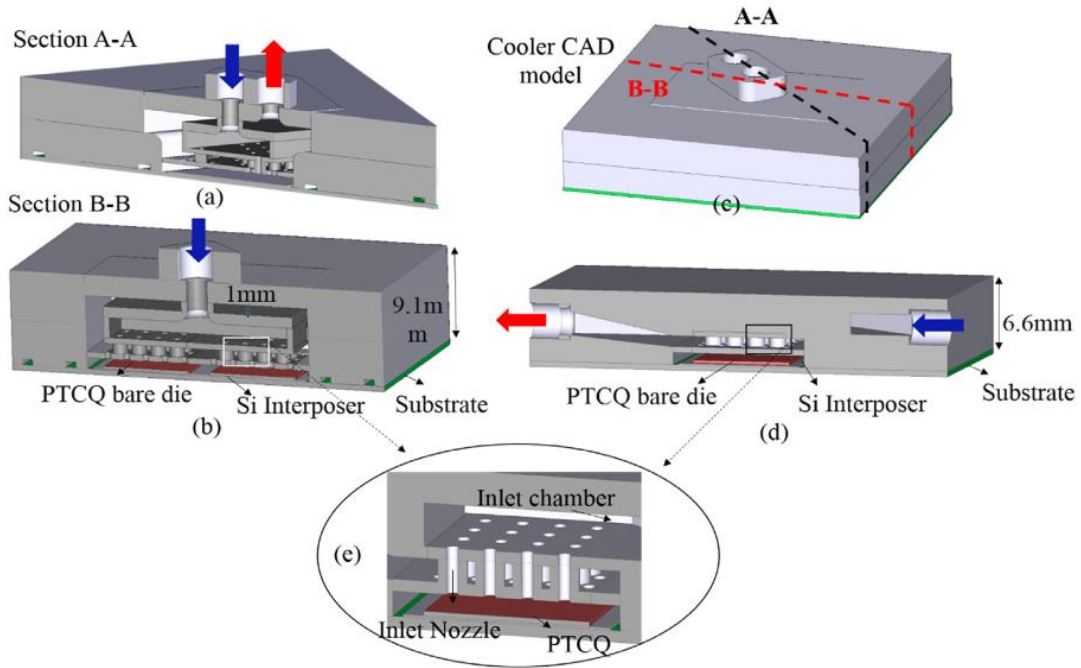 Section A-A
(a)
A-A
Cooler CAD
model
B-B
(c)
Section B-B
1mm
9.1m
m
PTCQ bare die
Si Interposer
Substrate
(b)
6.6mm
PTCQ bare die
Si Interposer
Substrate
(d)
Inlet chamber
(e)
Inlet Nozzle
PTCQ